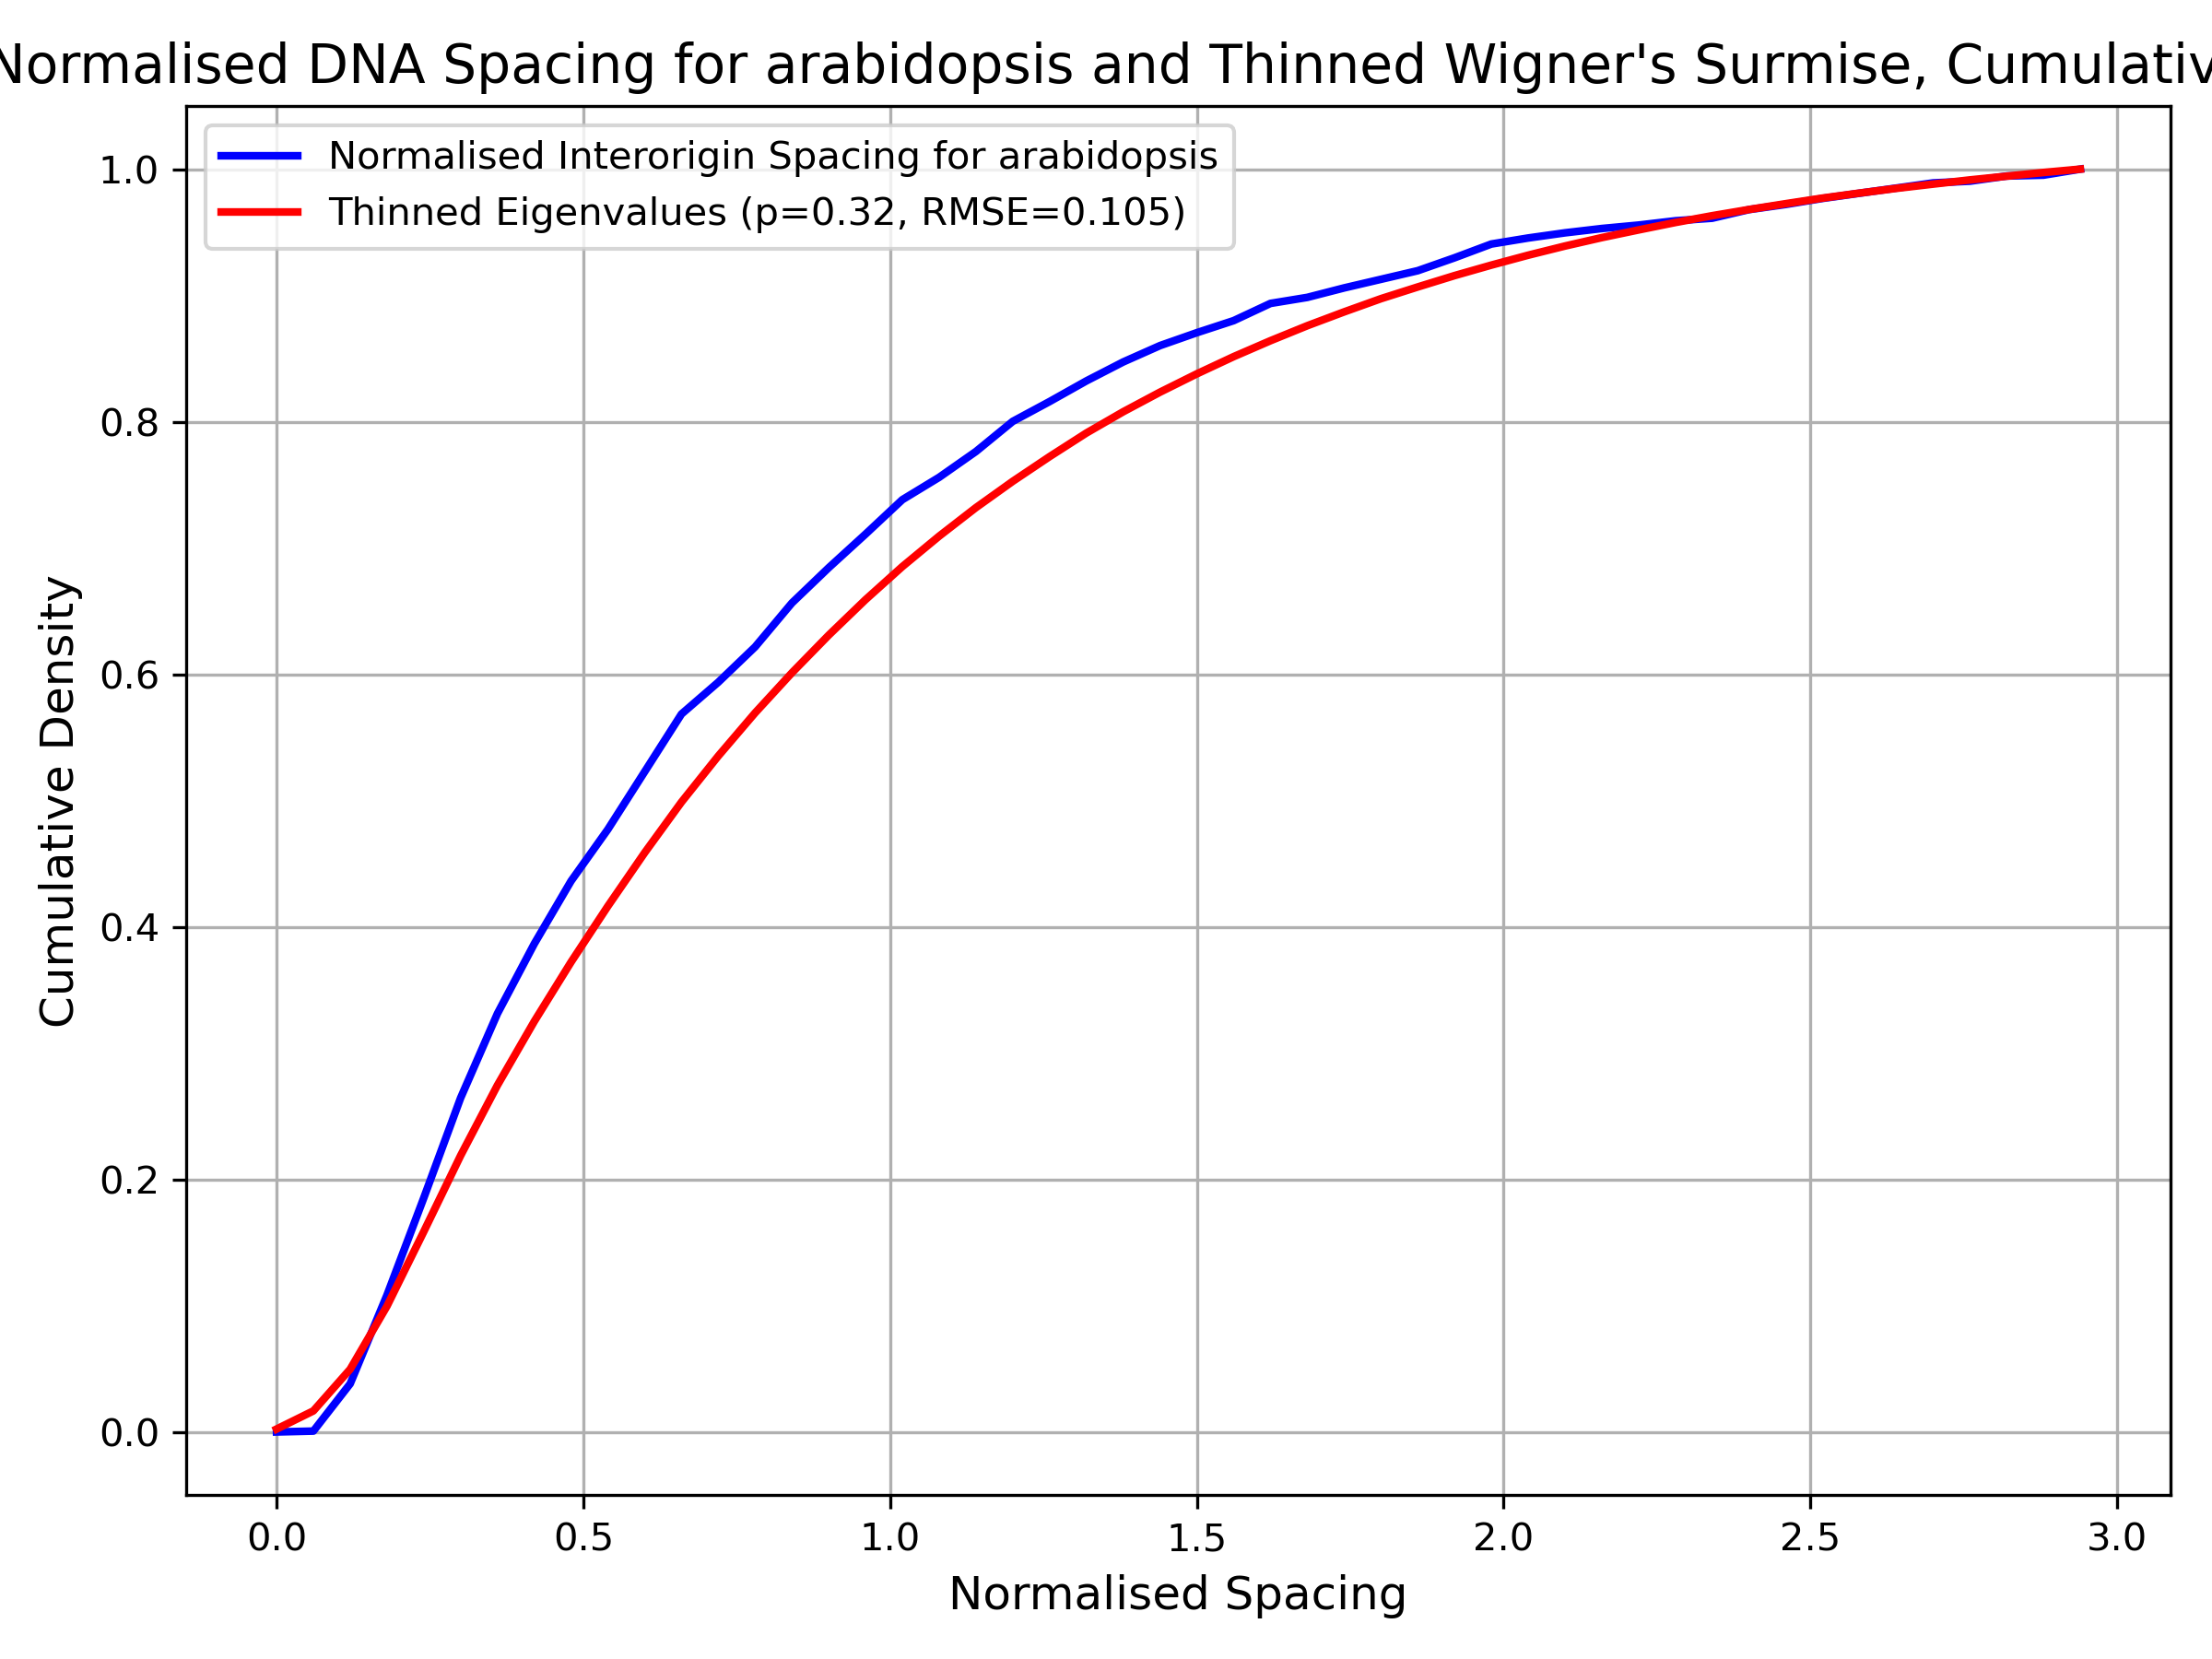 Normalised DNA Spacing for arabidopsis and Thinned Wigner's Surmise,
Normalised Interorigin Spacing for arabidopsis
Thinned Eigenvalues (p=0.32, RMSE=0.105)
1.0
0.8
0.6
0.4
0.2
0.0
Cumulative Density
0.0 0.5 1.0 1.5 2.0 2.5 3.0
Normalised Spacing